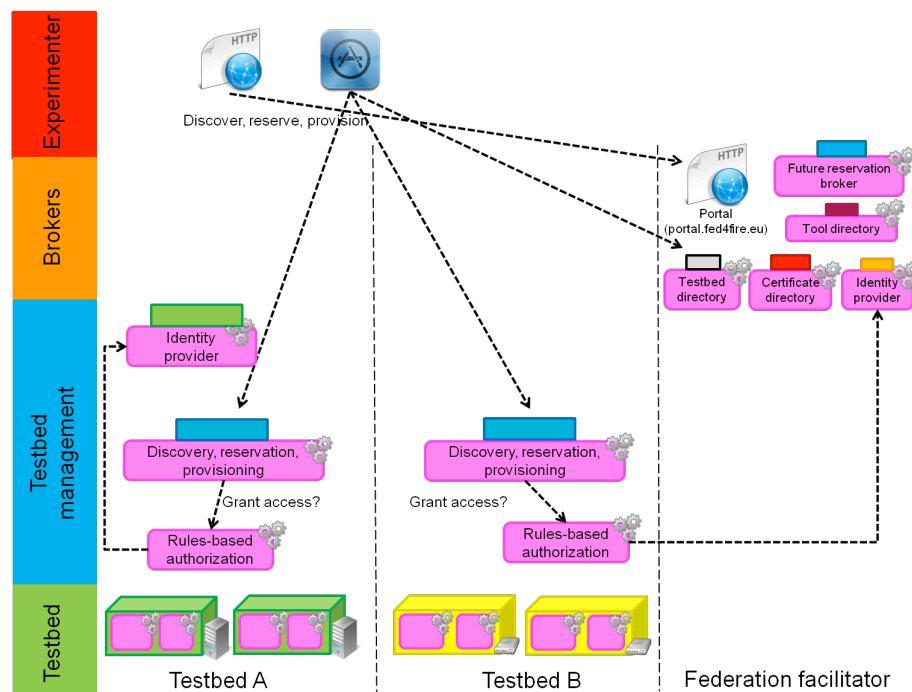 Experimenter
HTTP
Discover, reserve, provision
Brokers
HTTP
Portal
(portal.fed4fire.eu)
Future reservation
broker
Tool directory
Testbed
directory
Certificate
directory
Identity
provider
Testbed
management
Identity
provider
Discovery, reservation,
provisioning
Grant access?
Rules-based
authorization
Discovery, reservation,
provisioning
Grant access?
Rules-based
authorization
Testbed
Testbed A
Testbed B
Federation facilitator